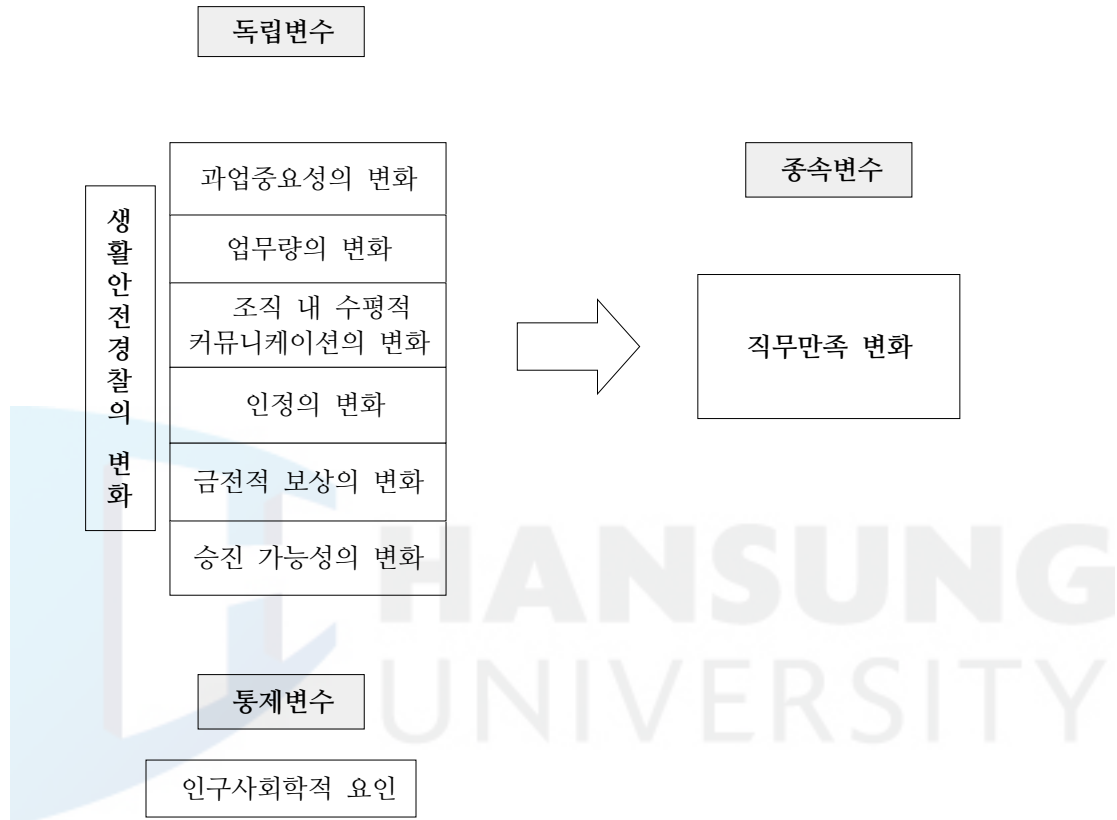 독립변수
생활안전경찰의 변화
과업중요성의 변화
업무량의 변화
조직 내 수평적
커뮤니케이션의 변화
인정의 변화
금전적 보상의 변화
승진 가능성의 변화
종속변수
직무만족 변화
통제변수
인구사회학적 요인
HANSUNG
UNIVERSITY